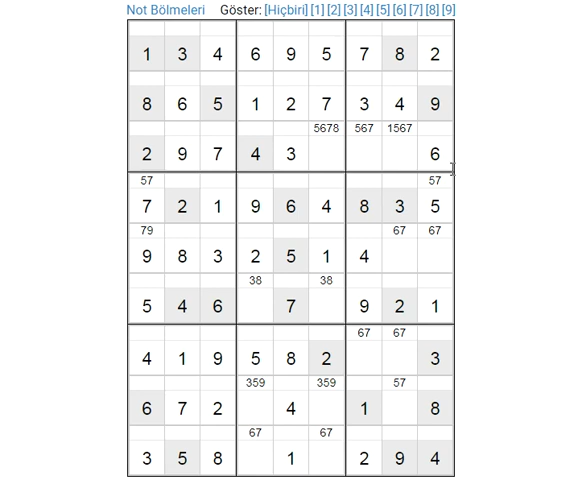 Not Bölmeleri Göster: [Hiçbiri] [1] [2] [3] [4] [5] [6] [7] [8] [9]
1 3 4 6 9 5 7 8 2
8 6 5 1 2 7 3 4 9
5678 567 1567
2 9 7 4 3 6
57 57
7 2 1 9 6 4 8 3 5
79 67 67
9 8 3 2 5 1 4
38 38
5 4 6 7 9 2 1
67 67
4 1 9 5 8 2 3
359 359 57
6 7 2 4 1 8
67 67
3 5 8 1 2 9 4